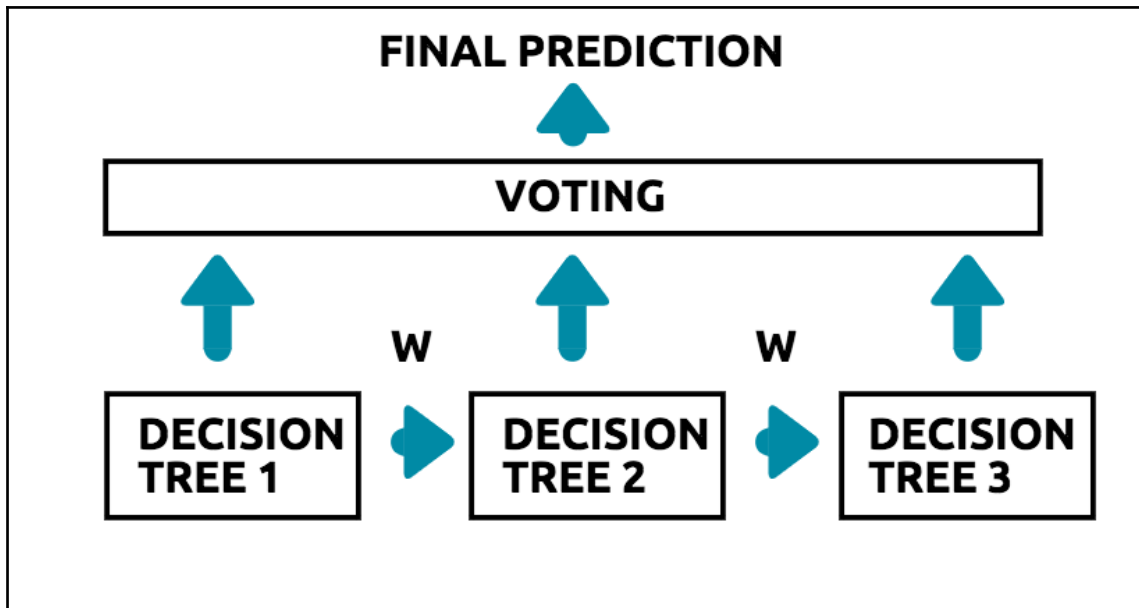 FINAL PREDICTION
VOTING
W
W
DECISION
TREE 1
DECISION
TREE 2
DECISION
TREE 3